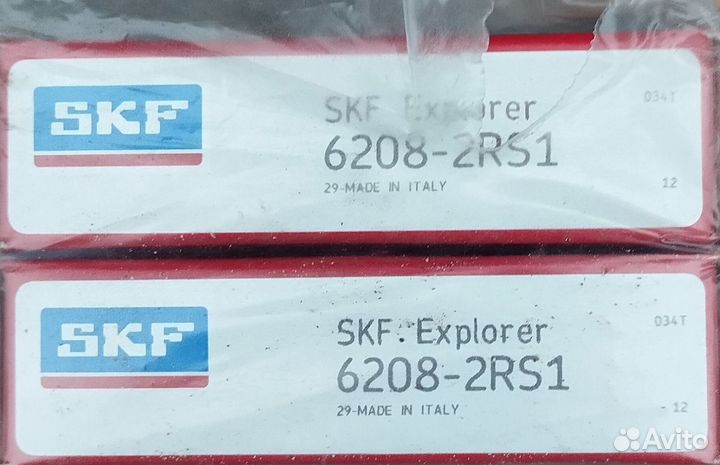 SKF
SKF Explorer
034T
6208-2RS1
29-MADE IN ITALY
12
SKF
SKF Explorer
034T
6208-2RS1
29-MADE IN ITALY
12
Avito